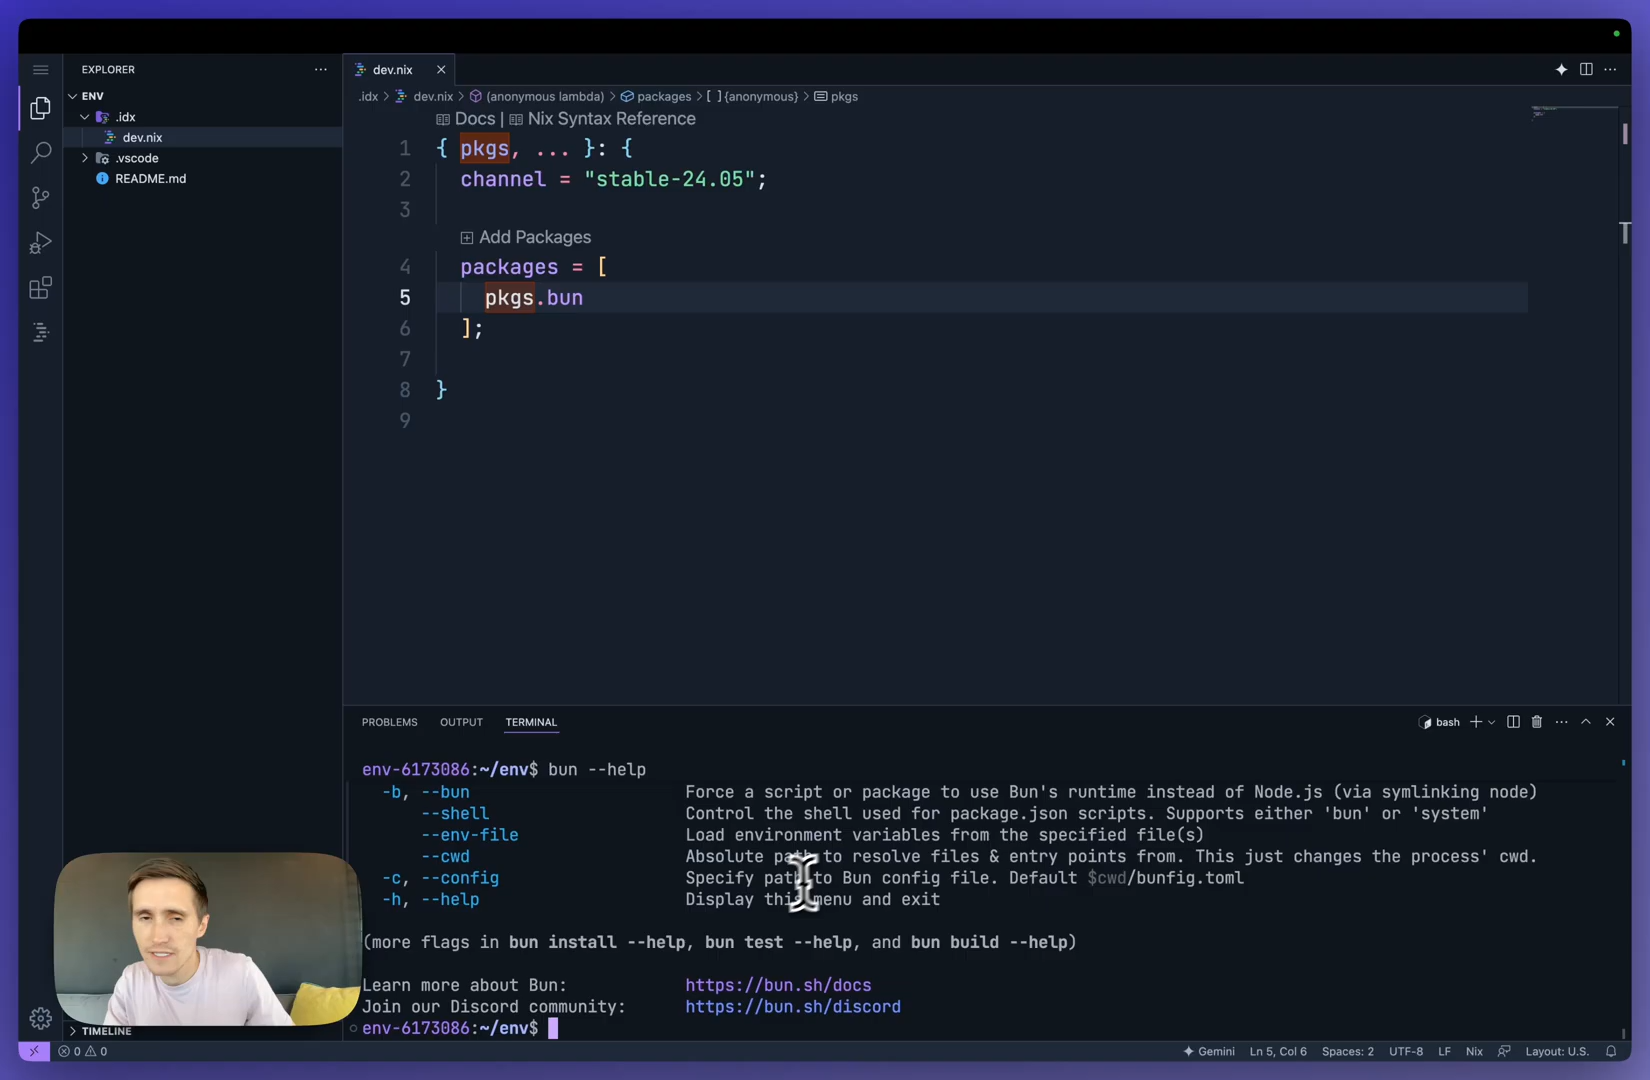 EXPLORER
ENV
.idx
dev.nix
.vscode
README.md
TIMELINE
dev.nix
.idx > dev.nix > (anonymous lambda) > packages > [ ] {anonymous} > pkgs
Docs | Nix Syntax Reference
1 { pkgs, ... }: {
2 channel = "stable-24.05";
3
Add Packages
4 packages = [
5 pkgs.bun
6 ];
7
8 }
9
PROBLEMS OUTPUT TERMINAL
bash
env-6173086:~/env$ bun --help
-b, --bun Force a script or package to use Bun's runtime instead of Node.js (via symlinking node)
--shell Control the shell used for package.json scripts. Supports either 'bun' or 'system'
--env-file Load environment variables from the specified file(s)
--cwd Absolute path to resolve files & entry points from. This just changes the process' cwd.
-c, --config Specify path to Bun config file. Default $cwd/bunfig.toml
-h, --help Display this menu and exit
(more flags in bun install --help, bun test --help, and bun build --help)
Learn more about Bun: https://bun.sh/docs
Join our Discord community: https://bun.sh/discord
env-6173086:~/env$
0 0
Gemini Ln 5, Col 6 Spaces: 2 UTF-8 LF Nix Layout: U.S.